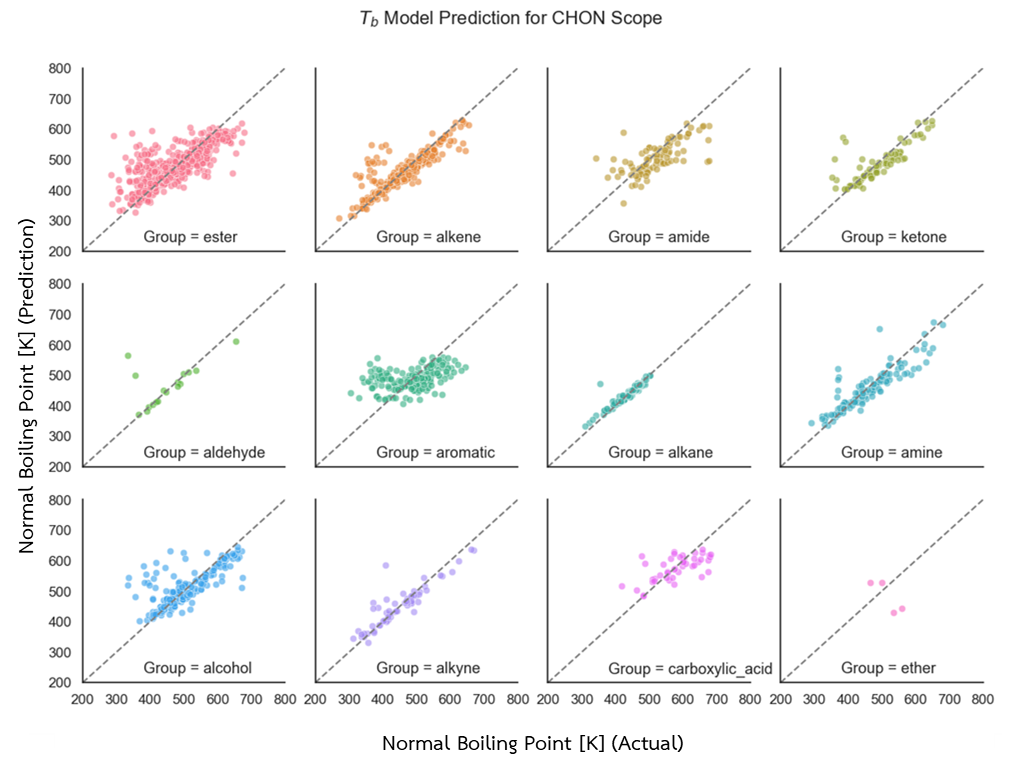 T_b Model Prediction for CHON Scope
Normal Boiling Point [K] (Prediction)
800
700
600
500
400
300
200
Group = ester
Group = alkene
Group = amide
Group = ketone
800
700
600
500
400
300
200
Group = aldehyde
Group = aromatic
Group = alkane
Group = amine
800
700
600
500
400
300
200
Group = alcohol
Group = alkyne
Group = carboxylic_acid
Group = ether
200 300 400 500 600 700 800
200 300 400 500 600 700 800
200 300 400 500 600 700 800
200 300 400 500 600 700 800
Normal Boiling Point [K] (Actual)